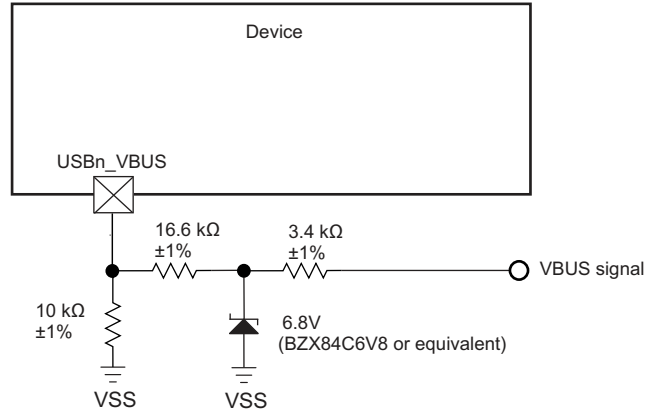 Device
USBn_VBUS
16.6 kΩ
±1%
3.4 kΩ
±1%
VBUS signal
10 kΩ
±1%
6.8V
(BZX84C6V8 or equivalent)
VSS
VSS